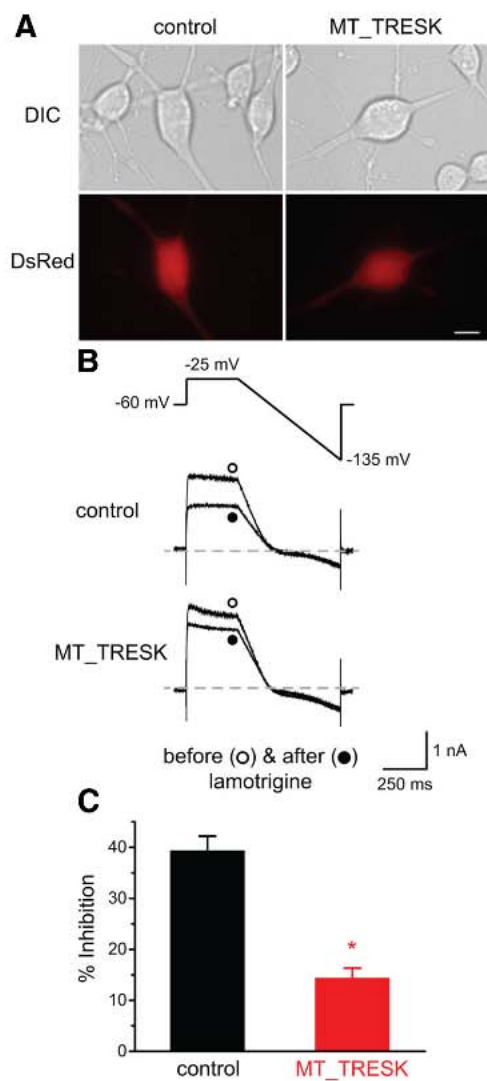 A
control MT_TRESK
DIC
DsRed
B
-25 mV
-60 mV
-135 mV
control
MT_TRESK
before (○) & after (●)
lamotrigine
1 nA
250 ms
C
% Inhibition
40
30
20
10
0
*
control MT_TRESK